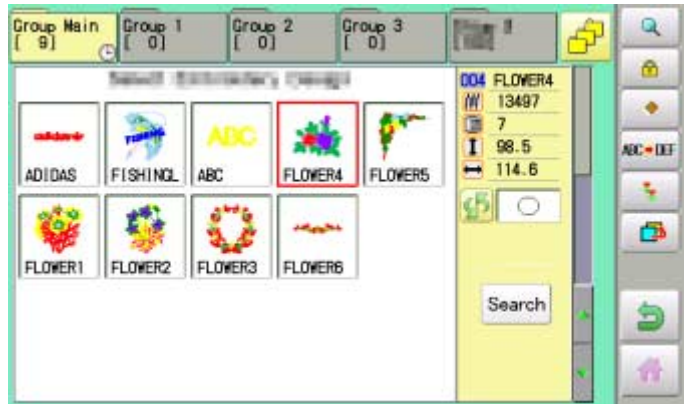 Group Main
[ 9]
Group 1
[ 0]
Group 2
[ 0]
Group 3
[ 0]
004 FLOWER4
13497
7
98.5
114.6
ADIDAS
FISHINGL
ABC
ABC
FLOWER4
FLOWER5
ABC DEF
FLOWER1
FLOWER2
FLOWER3
FLOWER6
Search